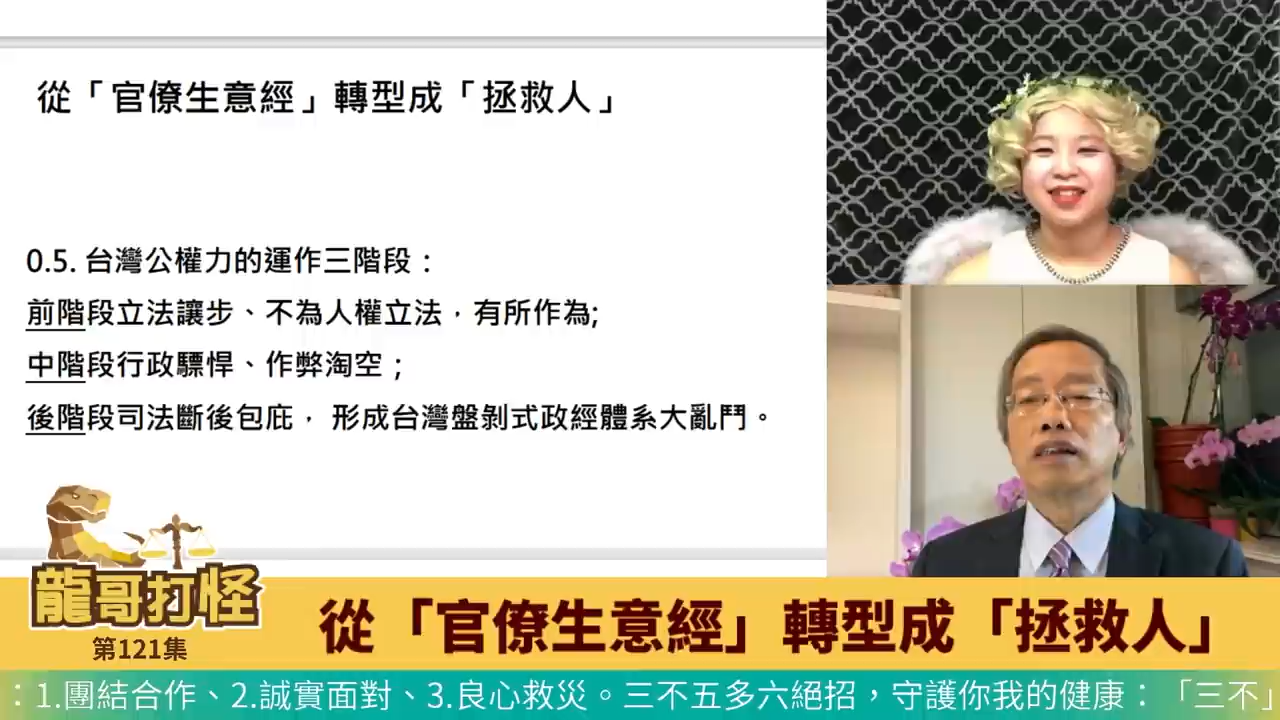 從「官僚生意經」轉型成「拯救人」
0.5. 台灣公權力的運作三階段：
前階段立法讓步、不為人權立法，有所作為;
中階段行政驃悍、作弊淘空；
後階段司法斷後包庇， 形成台灣盤剝式政經體系大亂鬥。
龍哥打怪
第121集
從「官僚生意經」轉型成「拯救人」
：1.團結合作、2.誠實面對、3.良心救災。三不五多六絕招，守護你我的健康：「三不」